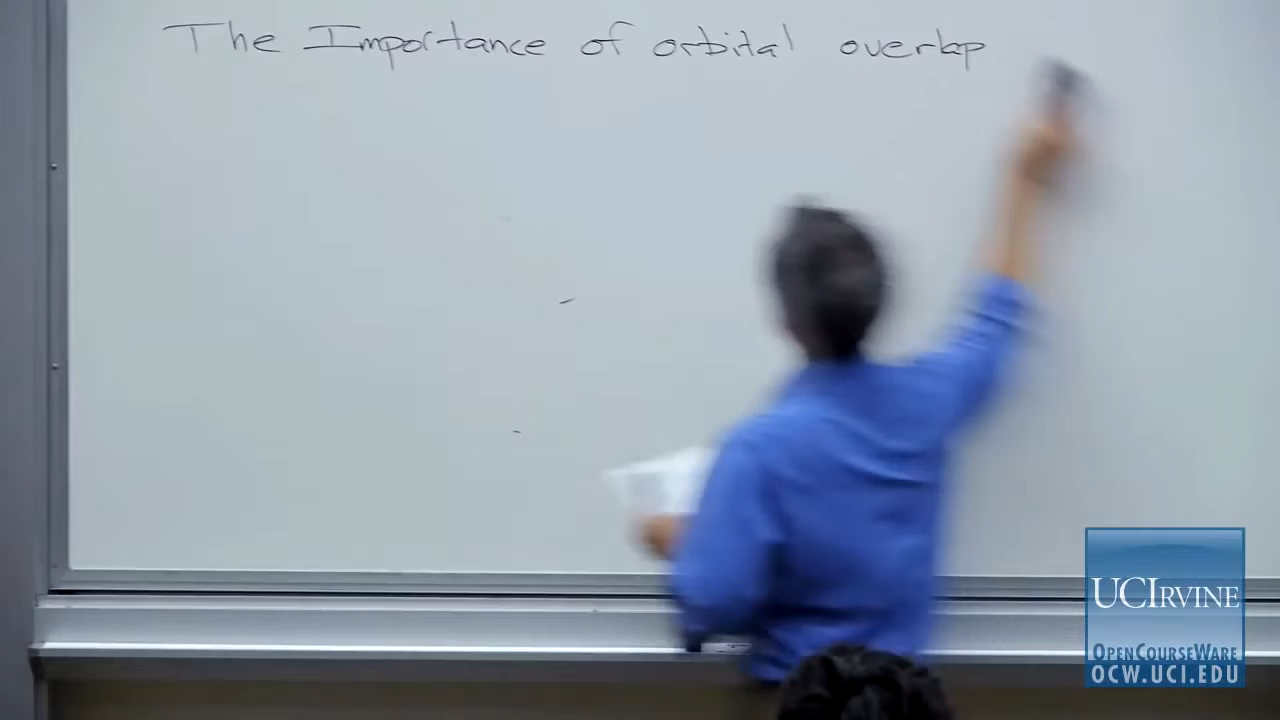 The Importance of orbital overlap
UCIRVINE
OPENCOURSEWARE
OCW.UCI.EDU